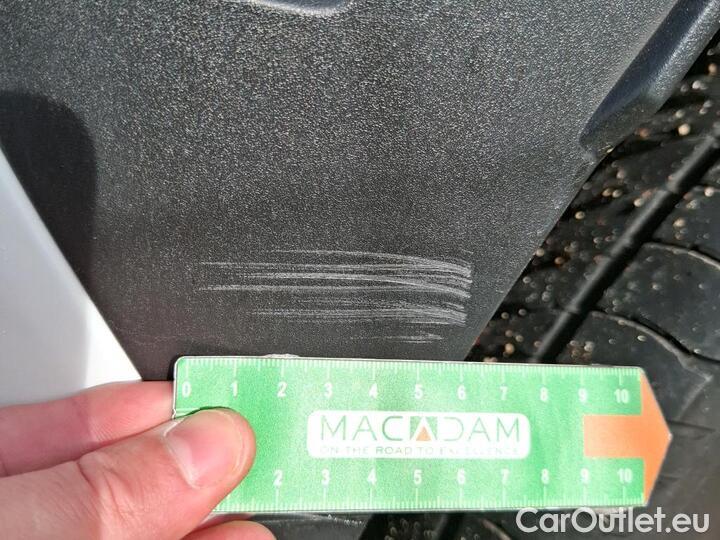 0 1 2 3 4 5 6 7 8 9 10
MACADAM
ON THE ROAD TO EXCELLENCE
2 3 4 5 6 7 8 9 10
CarOutlet.eu